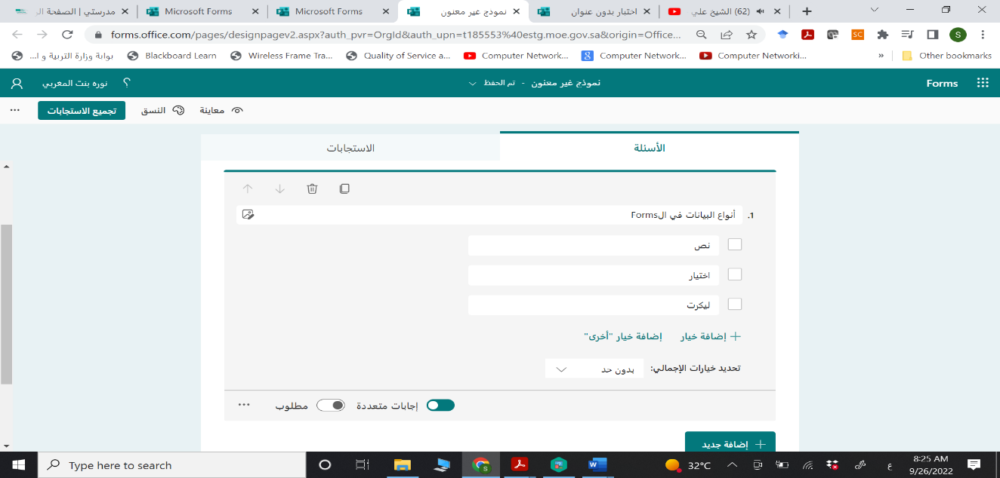 مدرستي | الصفحة الر
Microsoft Forms
Microsoft Forms
نموذج غير معنون
اختبار بدون عنوان
(62) الشيخ علي
forms.office.com/pages/designpagev2.aspx?auth_pvr=OrgId&auth_upn=t185553%40estg.moe.gov.sa&origin=Office...
SC
S
بوابة وزارة التربية و ا...
Blackboard Learn
Wireless Frame Tra...
Quality of Service a...
Computer Network...
Computer Network...
Computer Networki...
»
Other bookmarks
نوره بنت المعربي
؟
نموذج غير معنون - تم الحفظ
Forms
تجميع الاستجابات
النسق
معاينة
الأسئلة
الاستجابات
1. أنواع البيانات في الForms
نص
اختيار
ليكرت
إضافة خيار
إضافة خيار "أخرى"
تحديد خيارات الإجمالي: بدون حد
إجابات متعددة
مطلوب
إضافة جديد
Type here to search
32°C
ع
8:25 AM
9/26/2022